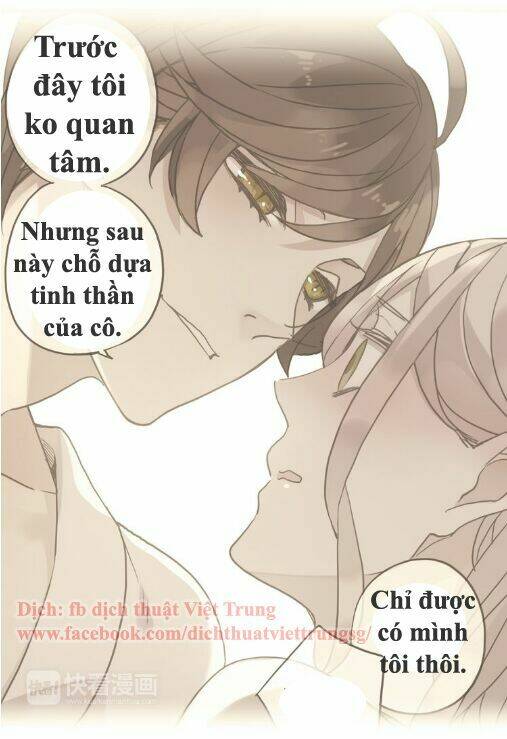 Trước
đây tôi
ko quan
tâm.
Nhưng sau
này chỗ dựa
tinh thần
của cô.
Chỉ được
có mình
tôi thôi.
Dịch: fb dịch thuật Việt Trung
www.facebook.com/dichthuatviettrungsg/
快看漫画